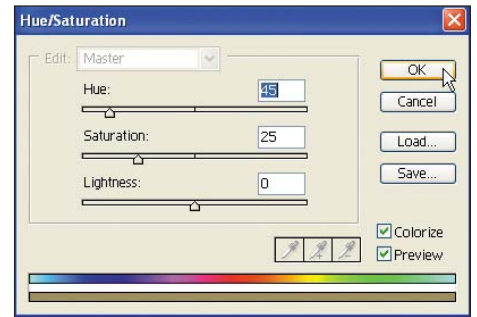 Hue/Saturation
Edit: Master
Hue: 45
Saturation: 25
Lightness: 0
OK
Cancel
Load...
Save...
Colorize
Preview